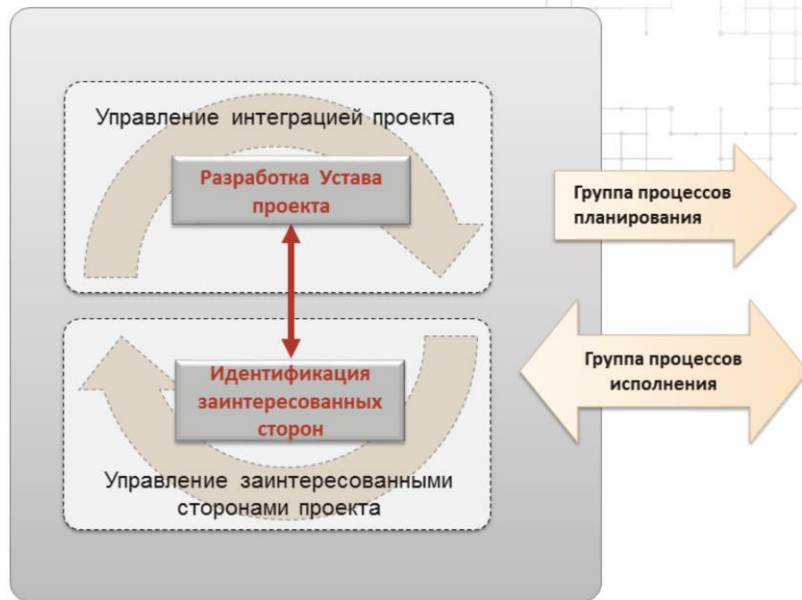 Управление интеграцией проекта
Разработка Устава
проекта
Группа процессов
планирования
Идентификация
заинтересованных
сторон
Группа процессов
исполнения
Управление заинтересованными
сторонами проекта